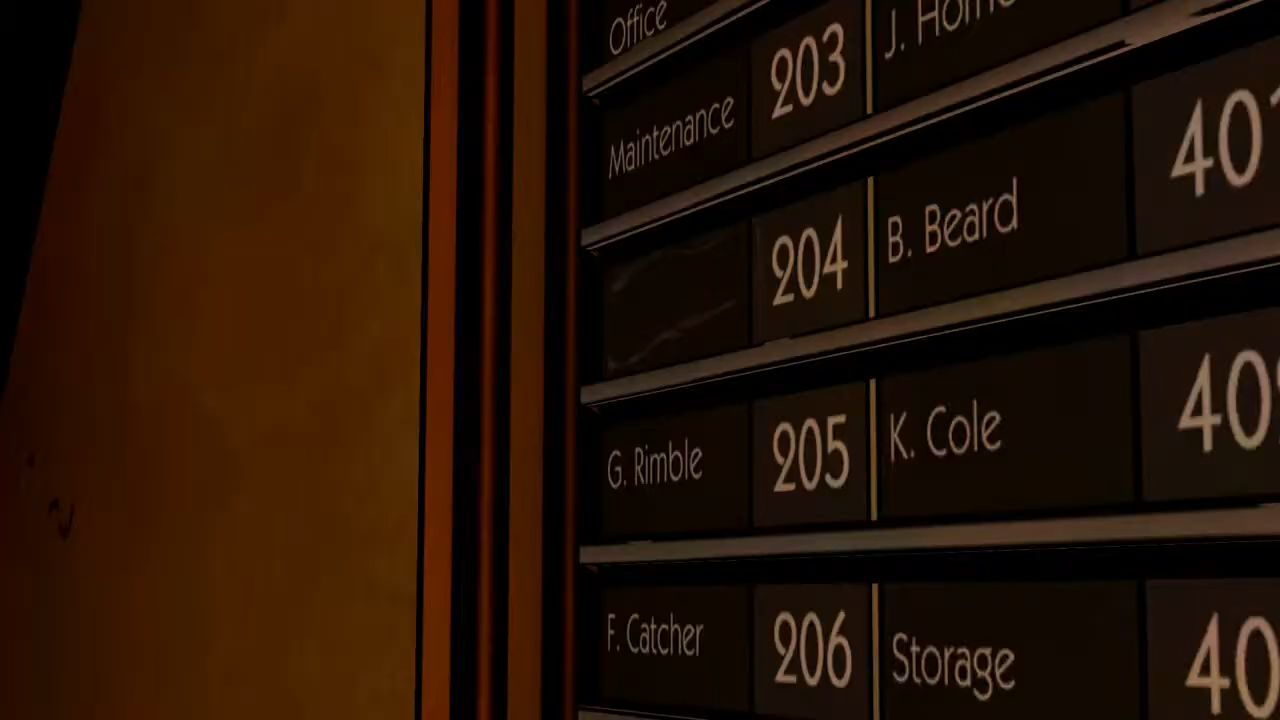 Office
Maintenance 203 J.
204 B. Beard
G. Rimble 205 K. Cole
F. Catcher 206 Storage